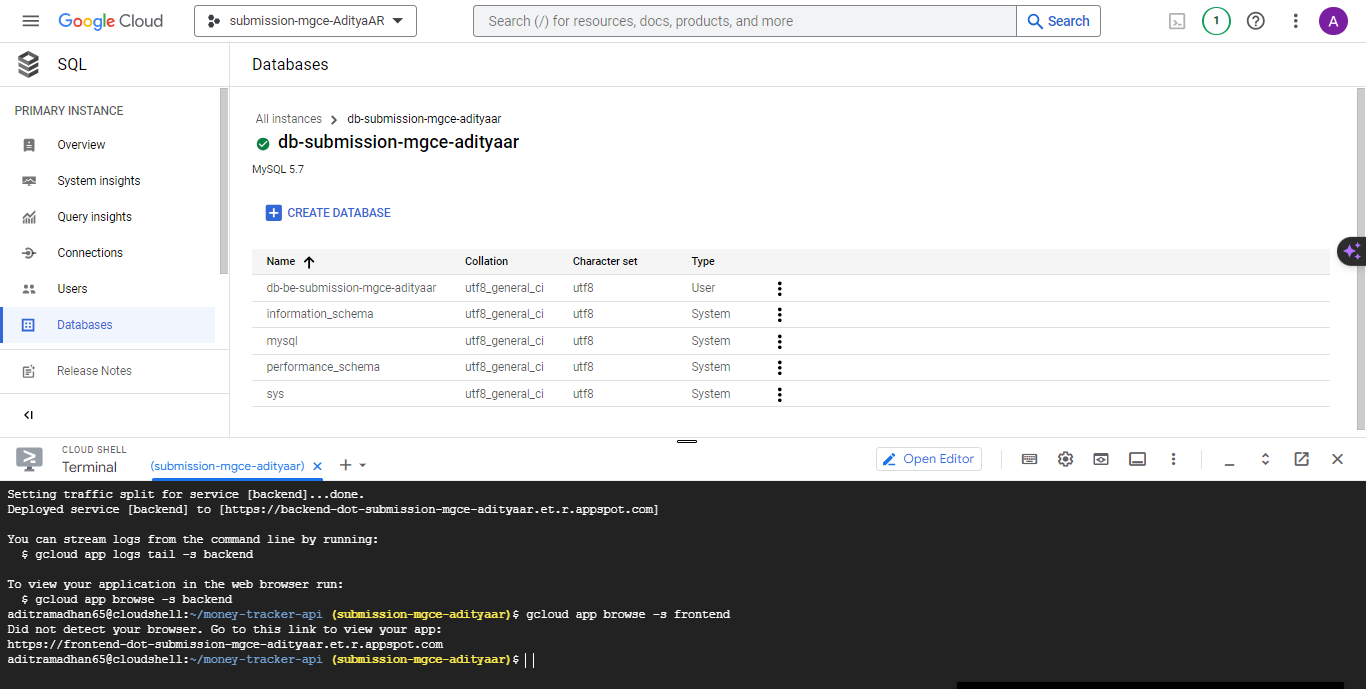 Google Cloud
submission-mgce-AdityaAR
Search (/) for resources, docs, products, and more
Search
1
A
SQL
Databases
PRIMARY INSTANCE
Overview
System insights
Query insights
Connections
Users
Databases
Release Notes
All instances > db-submission-mgce-adityaar
db-submission-mgce-adityaar
MySQL 5.7
CREATE DATABASE
Name Collation Character set Type
db-be-submission-mgce-adityaar utf8_general_ci utf8 User
information_schema utf8_general_ci utf8 System
mysql utf8_general_ci utf8 System
performance_schema utf8_general_ci utf8 System
sys utf8_general_ci utf8 System
CLOUD SHELL
Terminal
(submission-mgce-adityaar)
Open Editor
Setting traffic split for service [backend]...done.
Deployed service [backend] to [https://backend-dot-submission-mgce-adityaar.et.r.appspot.com]
You can stream logs from the command line by running:
$ gcloud app logs tail -s backend
To view your application in the web browser run:
$ gcloud app browse -s backend
aditramadhan65@cloudshell:~/money-tracker-api (submission-mgce-adityaar)$ gcloud app browse -s frontend
Did not detect your browser. Go to this link to view your app:
https://frontend-dot-submission-mgce-adityaar.et.r.appspot.com
aditramadhan65@cloudshell:~/money-tracker-api (submission-mgce-adityaar)$